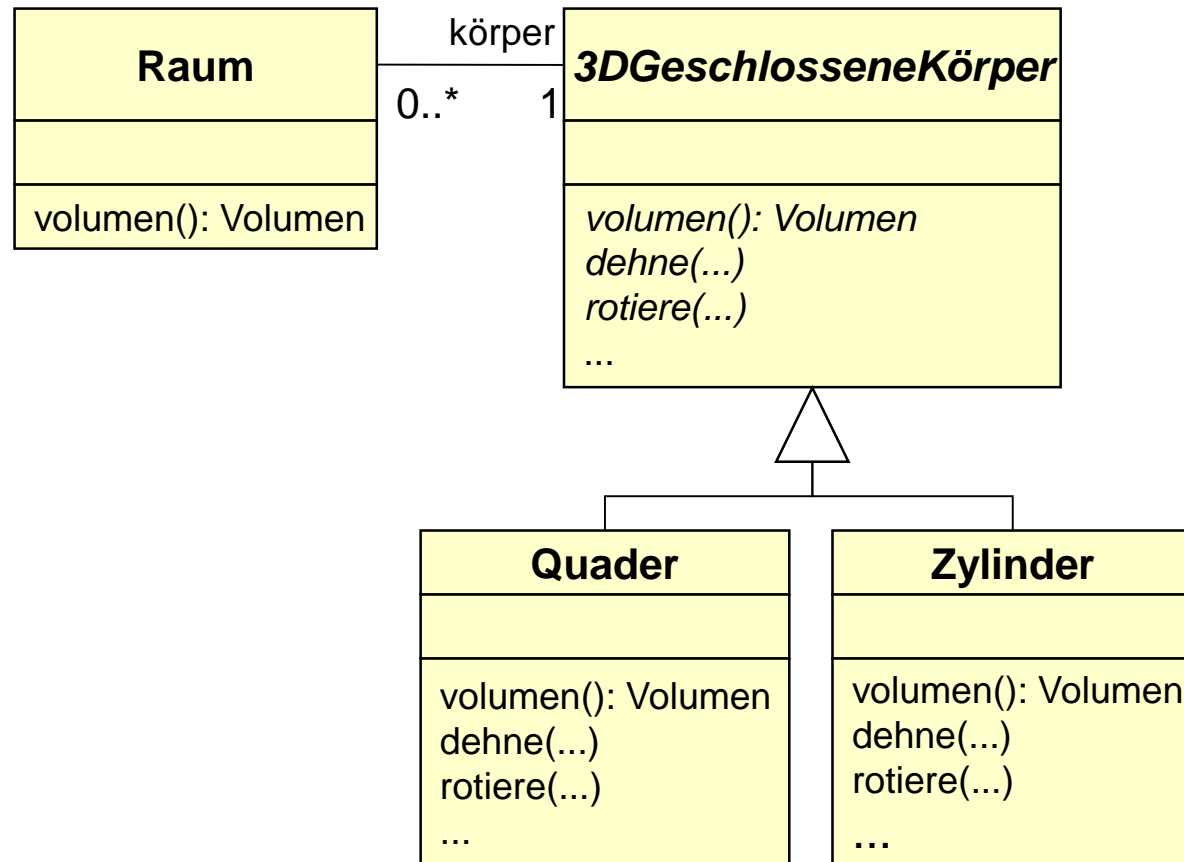 Raum
volumen(): Volumen
körper
0..* 1
3DGeschlosseneKörper
volumen(): Volumen
dehne(...)
rotiere(...)
...
Quader
volumen(): Volumen
dehne(...)
rotiere(...)
...
Zylinder
volumen(): Volumen
dehne(...)
rotiere(...)
...